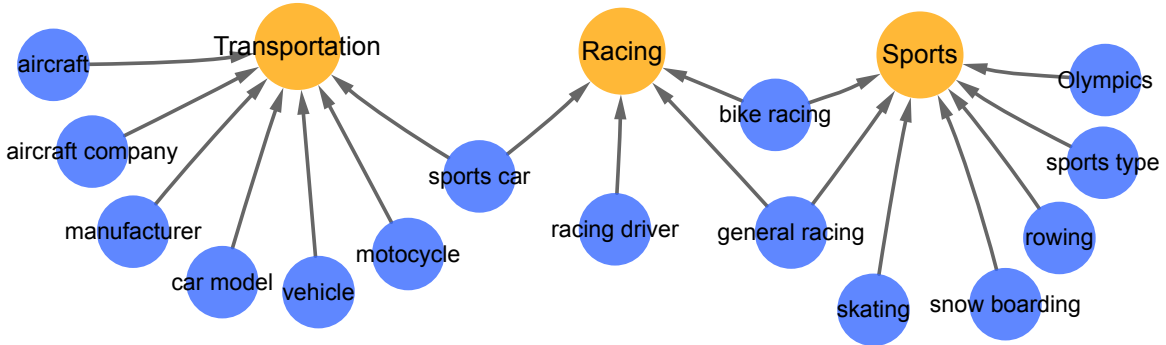 Transportation
Racing
Sports
aircraft
Olympics
bike racing
aircraft company
sports car
sports type
manufacturer
racing driver
general racing
rowing
motocycle
car model
vehicle
skating
snow boarding